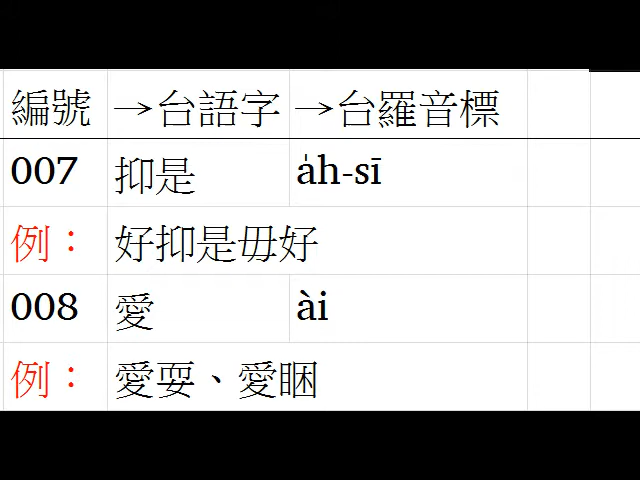 編號 →台語字 →台羅音標
007 抑是 a̍h-sī
例： 好抑是毋好
008 愛 ài
例： 愛耍、愛睏